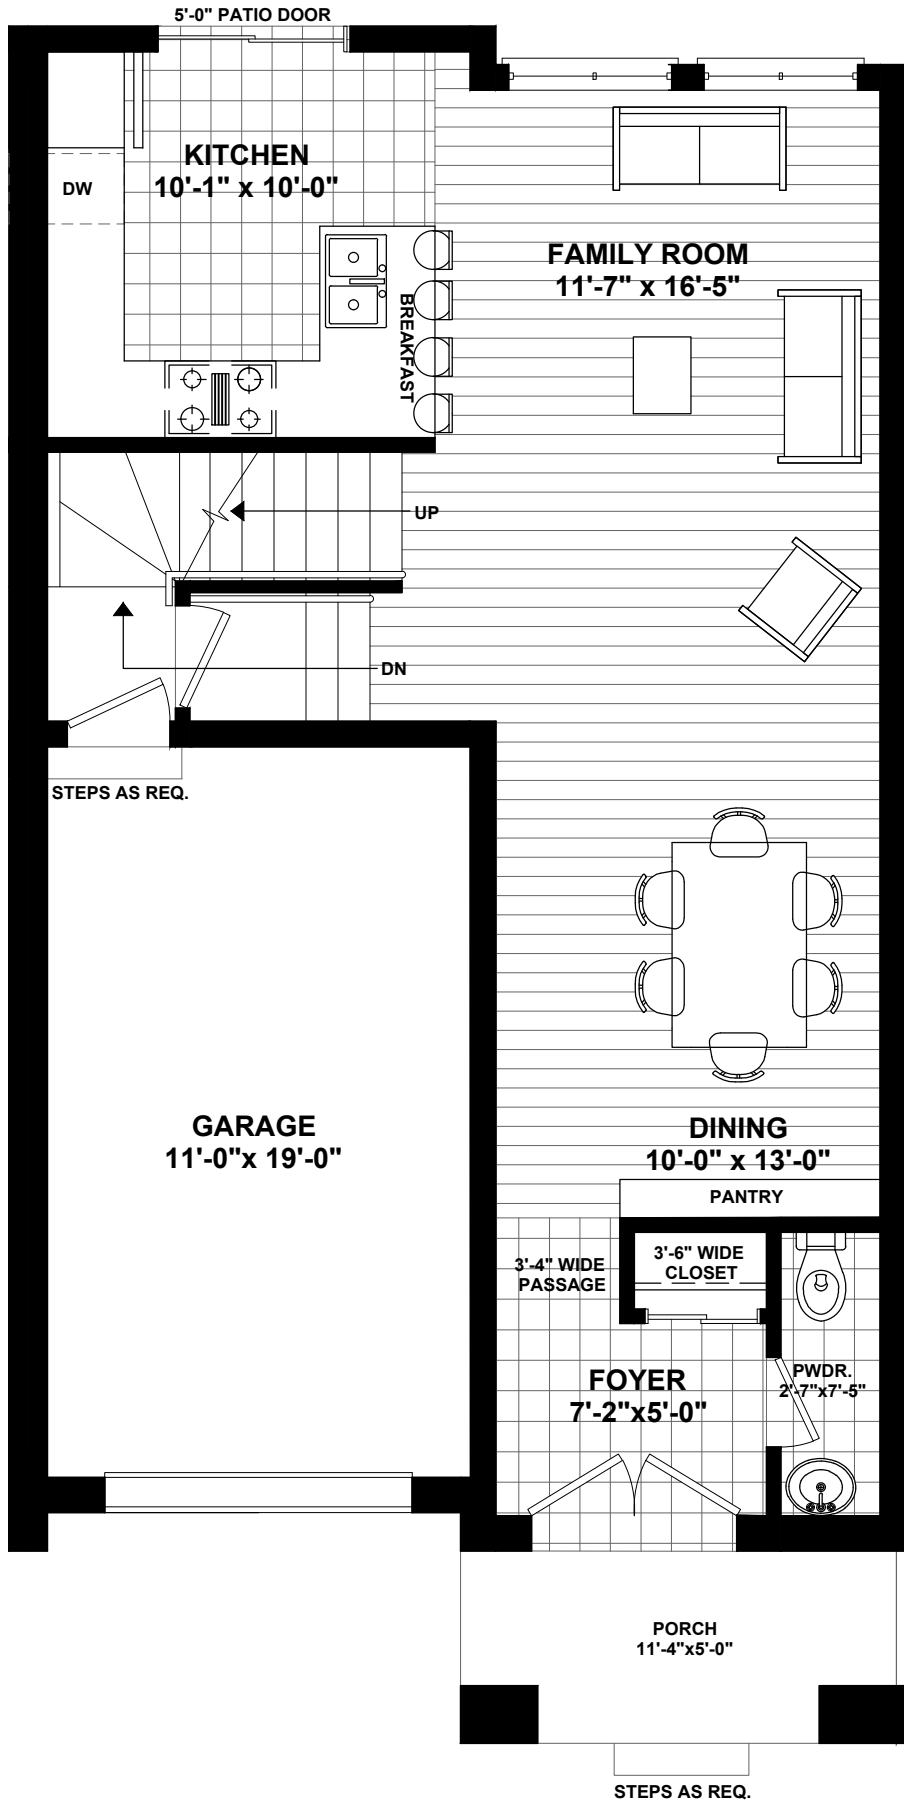 5'-0" PATIO DOOR
KITCHEN
10'-1" x 10'-0"
DW
FAMILY ROOM
11'-7" x 16'-5"
BREAKFAST
UP
DN
STEPS AS REQ.
GARAGE
11'-0"x 19'-0"
DINING
10'-0" x 13'-0"
PANTRY
3'-4" WIDE
PASSAGE
3'-6" WIDE
CLOSET
FOYER
7'-2"x5'-0"
PWDR.
2'-7"x7'-5"
PORCH
11'-4"x5'-0"
STEPS AS REQ.